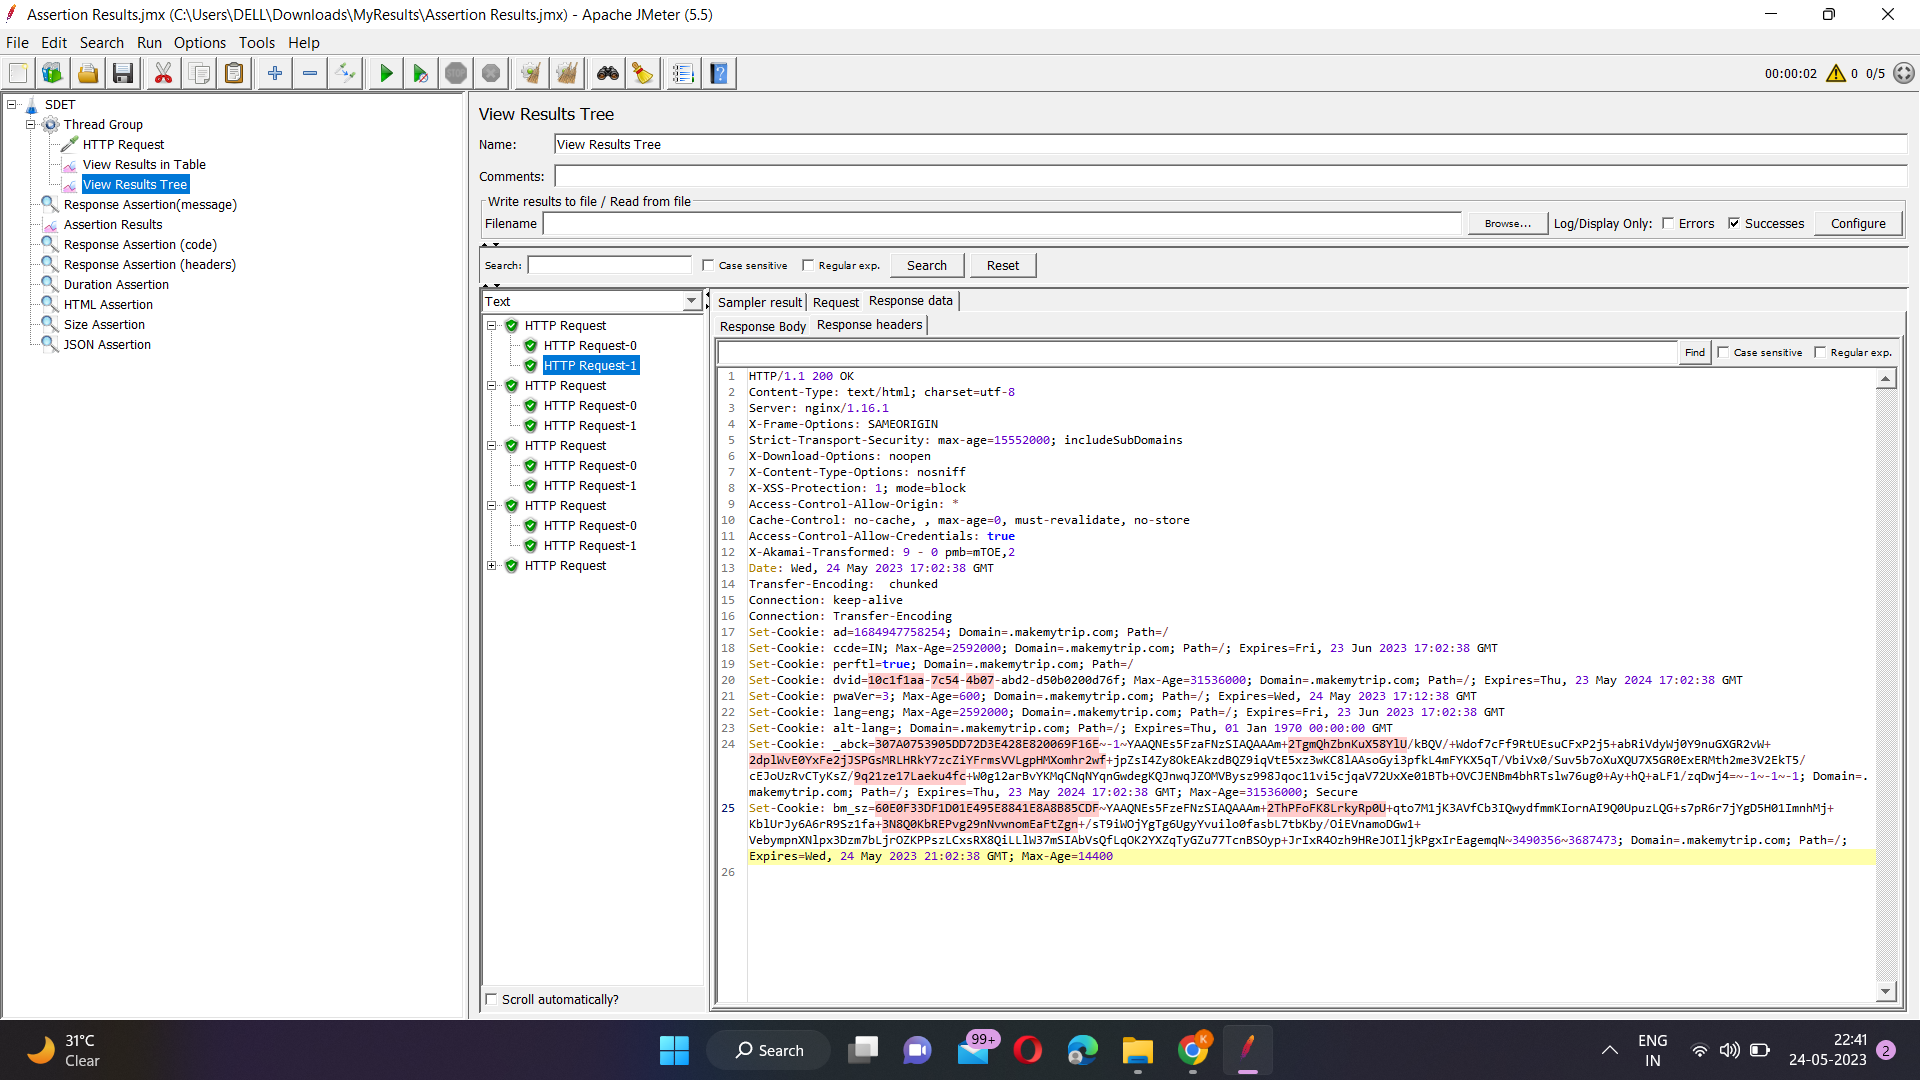 Assertion Results.jmx (C:\Users\DELL\Downloads\MyResults\Assertion Results.jmx) - Apache JMeter (5.5)
File Edit Search Run Options Tools Help
00:00:02 0 0/5
SDET
Thread Group
HTTP Request
View Results in Table
View Results Tree
Response Assertion(message)
Assertion Results
Response Assertion (code)
Response Assertion (headers)
Duration Assertion
HTML Assertion
Size Assertion
JSON Assertion
View Results Tree
Name: View Results Tree
Comments:
Write results to file / Read from file
Filename Browse... Log/Display Only: Errors Successes Configure
Search: Case sensitive Regular exp. Search Reset
Text
HTTP Request
HTTP Request-0
HTTP Request-1
HTTP Request
HTTP Request-0
HTTP Request-1
HTTP Request
HTTP Request-0
HTTP Request-1
HTTP Request
HTTP Request-0
HTTP Request-1
HTTP Request
Scroll automatically?
Sampler result Request Response data
Response Body Response headers
Find Case sensitive Regular exp.
1 HTTP/1.1 200 OK
2 Content-Type: text/html; charset=utf-8
3 Server: nginx/1.16.1
4 X-Frame-Options: SAMEORIGIN
5 Strict-Transport-Security: max-age=15552000; includeSubDomains
6 X-Download-Options: noopen
7 X-Content-Type-Options: nosniff
8 X-XSS-Protection: 1; mode=block
9 Access-Control-Allow-Origin: *
10 Cache-Control: no-cache, , max-age=0, must-revalidate, no-store
11 Access-Control-Allow-Credentials: true
12 X-Akamai-Transformed: 9 - 0 pmb=mTOE,2
13 Date: Wed, 24 May 2023 17:02:38 GMT
14 Transfer-Encoding:  chunked
15 Connection: keep-alive
16 Connection: Transfer-Encoding
17 Set-Cookie: ad=1684947758254; Domain=.makemytrip.com; Path=/
18 Set-Cookie: ccde=IN; Max-Age=2592000; Domain=.makemytrip.com; Path=/; Expires=Fri, 23 Jun 2023 17:02:38 GMT
19 Set-Cookie: perftl=true; Domain=.makemytrip.com; Path=/
20 Set-Cookie: dvid=10c1f1aa-7c54-4b07-abd2-d50b0200d76f; Max-Age=31536000; Domain=.makemytrip.com; Path=/; Expires=Thu, 23 May 2024 17:02:38 GMT
21 Set-Cookie: pwaVer=3; Max-Age=600; Domain=.makemytrip.com; Path=/; Expires=Wed, 24 May 2023 17:12:38 GMT
22 Set-Cookie: lang=eng; Max-Age=2592000; Domain=.makemytrip.com; Path=/; Expires=Fri, 23 Jun 2023 17:02:38 GMT
23 Set-Cookie: alt-lang=; Domain=.makemytrip.com; Path=/; Expires=Thu, 01 Jan 1970 00:00:00 GMT
24 Set-Cookie: _abck=307A0753905DD72D3E428E820069F16E~-1~YAAQNEs5FzaFNzSIAQAAAm+2TgmQhZbnKuX58YlU/kBQV/+Wdof7cFf9RtUEsuCFxP2j5+abRiVdyWj0Y9nuGXGR2vW+
2dplWvE0YxFe2jJSPGsMRLHRkY7zcZiYFrmsVVLgpHMXomhr2wf+jpZsI4Zy8OkEAkzdBQZ9iqVtE5xz3wKC8lAAsoGyi3pfkL4mFYKX5qT/VbiVx0/Suv5b7oXuXQU7X5GR0ExERMth2me3V2EkT5/
cEJoUzRvCTyKsZ/9q21ze17Laeku4fc+W0g12arBvYKMqCNqNYqnGwdegKQJnwqJZOMVBysz998Jqoc11vi5cjqaV72UxXe01BTb+OVCJENBm4bhRTslw76ug0+Ay+hQ+aLF1/zqDwj4=~-1~-1~-1; Domain=.
makemytrip.com; Path=/; Expires=Thu, 23 May 2024 17:02:38 GMT; Max-Age=31536000; Secure
25 Set-Cookie: bm_sz=60E0F33DF1D01E495E8841E8A8B85CDF~YAAQNEs5FzeFNzSIAQAAAm+2ThPFoFK8LrkyRp0U+qto7M1jK3AVfCb3IQwydfmmKIornAI9Q0UpuzLQG+s7pR6r7jYgD5H01ImnhMj+
KblUrJy6A6rR9Sz1fa+3N8Q0KbREPvg29nNvwnomEaFtZgn+/sT9iWOjYgTg6UgyYvuilo0fasbL7tbKby/OiEVnamoDGw1+
VebympnXNlpx3Dzm7bLjrOZKPPszLCxsRX8QiLLlW37mSIAbVsQfLqOK2YXZqTyGZu77TcnBSOyp+JrIxR4Ozh9HReJOIljkPgxIrEagemqN~3490356~3687473; Domain=.makemytrip.com; Path=/;
Expires=Wed, 24 May 2023 21:02:38 GMT; Max-Age=14400
26
31°C
Clear
Search
99+
K
ENG
IN
22:41
24-05-2023
2